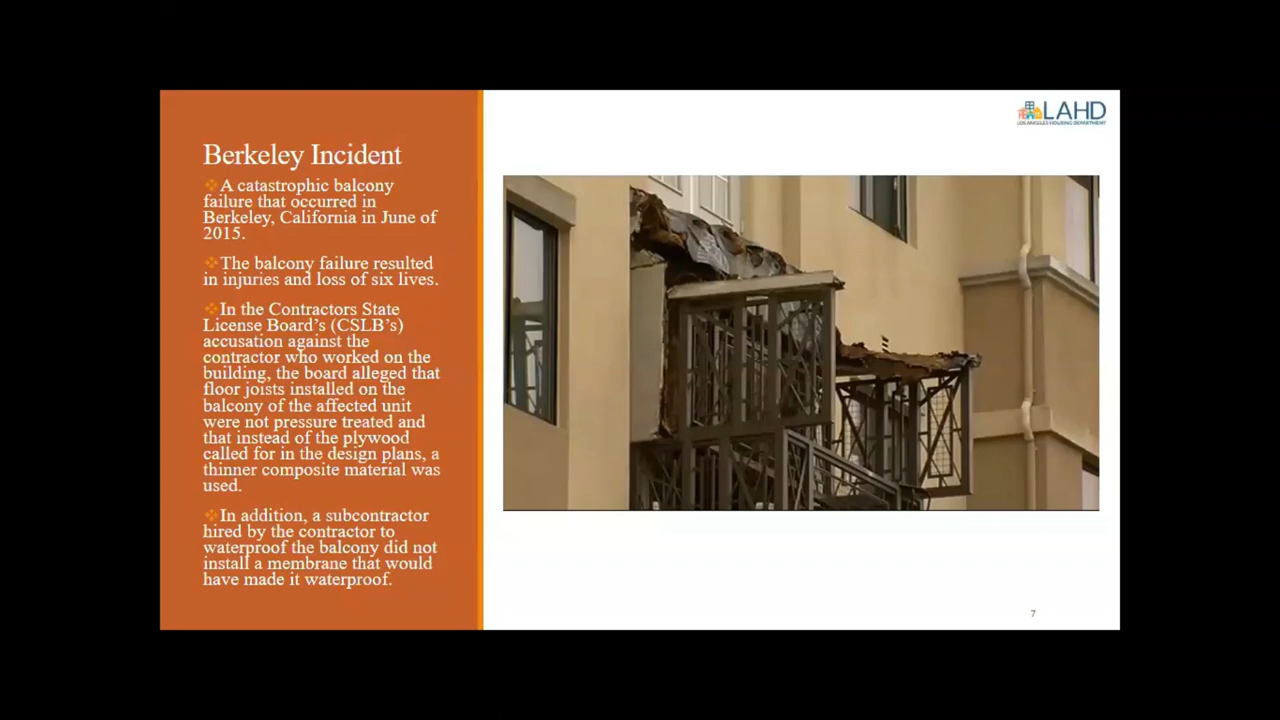 LAHD
LOS ANGELES HOUSING DEPARTMENT
Berkeley Incident
A catastrophic balcony
failure that occurred in
Berkeley, California in June of
2015.
The balcony failure resulted
in injuries and loss of six lives.
In the Contractors State
License Board's (CSLB's)
accusation against the
contractor who worked on the
building, the board alleged that
floor joists installed on the
balcony of the affected unit
were not pressure treated and
that instead of the plywood
called for in the design plans, a
thinner composite material was
used.
In addition, a subcontractor
hired by the contractor to
waterproof the balcony did not
install a membrane that would
have made it waterproof.
7